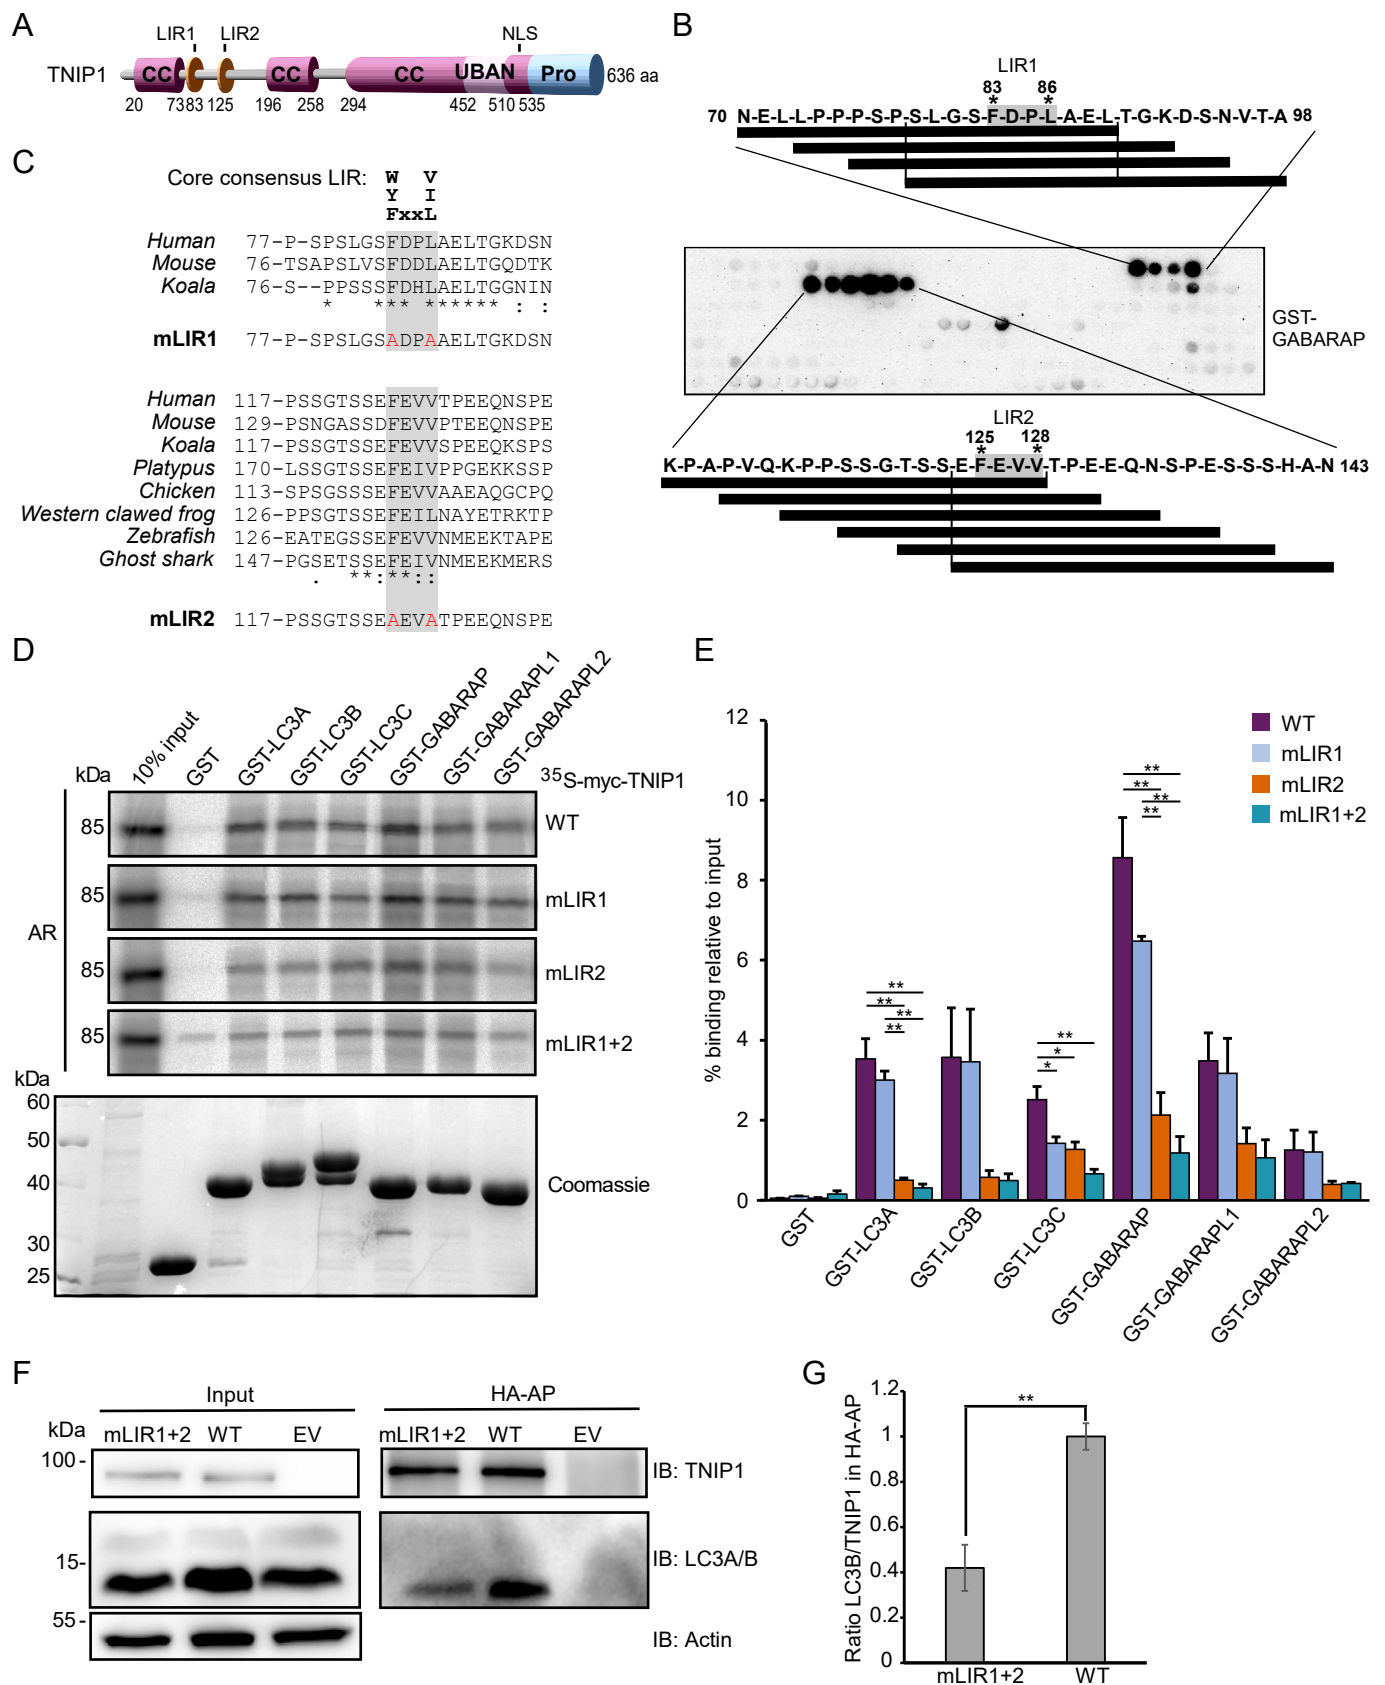 A
LIR1 LIR2 NLS
TNIP1 CC CC CC UBAN Pro 636 aa
20 73 83 125 196 258 294 452 510 535
B
LIR1
83 86
* *
70 N-E-L-L-P-P-P-S-P-S-L-G-S-F-D-P-L-A-E-L-T-G-K-D-S-N-V-T-A 98
GST-
GABARAP
LIR2
125 128
* *
K-P-A-P-V-Q-K-P-P-S-S-G-T-S-S-E-F-E-V-V-T-P-E-E-Q-N-S-P-E-S-S-S-H-A-N 143
C
Core consensus LIR: W V
Y I
FxxL
Human 77-P-SPSLGSFDPLAELTGKDSN
Mouse 76-TSAPSLVSFDDLAELTGQDTK
Koala 76-S--PPSSSFDHLAELTGGNIN
* *** ****** : :
mLIR1 77-P-SPSLGSADPAAELTGKDSN
Human 117-PSSGTSSEFEVVTPEEQNSPE
Mouse 129-PSNGASSDFEVVPTEEQNSPE
Koala 117-PSSGTSSEFEVVSPEEQKSPS
Platypus 170-LSSGTSSEFEIVPPGEKKSSP
Chicken 113-SPGSSSEFEVVAAEAQGCPQ
Western clawed frog 126-PPSGTSSEFEILNAYETRKTP
Zebrafish 126-EATEGSSEFEVVNMEEKTAPE
Ghost shark 147-PGSETSSEFEIVNMEEKMERS
. **:**::
mLIR2 117-PSSGTSSEAEVATPEEQNSPE
D
kDa 10% input GST GST-LC3A GST-LC3B GST-LC3C GST-GABARAP GST-GABARAPL1 GST-GABARAPL2 35S-myc-TNIP1
85 WT
85 mLIR1
AR
85 mLIR2
85 mLIR1+2
kDa
60
50
40 Coomassie
30
25
E
% binding relative to input
12
10
8
6
4
2
0
WT
mLIR1
mLIR2
mLIR1+2
** ** ** **
** ** ** **
** * *
GST GST-LC3A GST-LC3B GST-LC3C GST-GABARAP GST-GABARAPL1 GST-GABARAPL2
F
Input HA-AP
kDa mLIR1+2 WT EV mLIR1+2 WT EV
100- IB: TNIP1
15- IB: LC3A/B
55- IB: Actin
G
Ratio LC3B/TNIP1 in HA-AP
1.2
1
0.8
0.6
0.4
0.2
0
**
mLIR1+2 WT